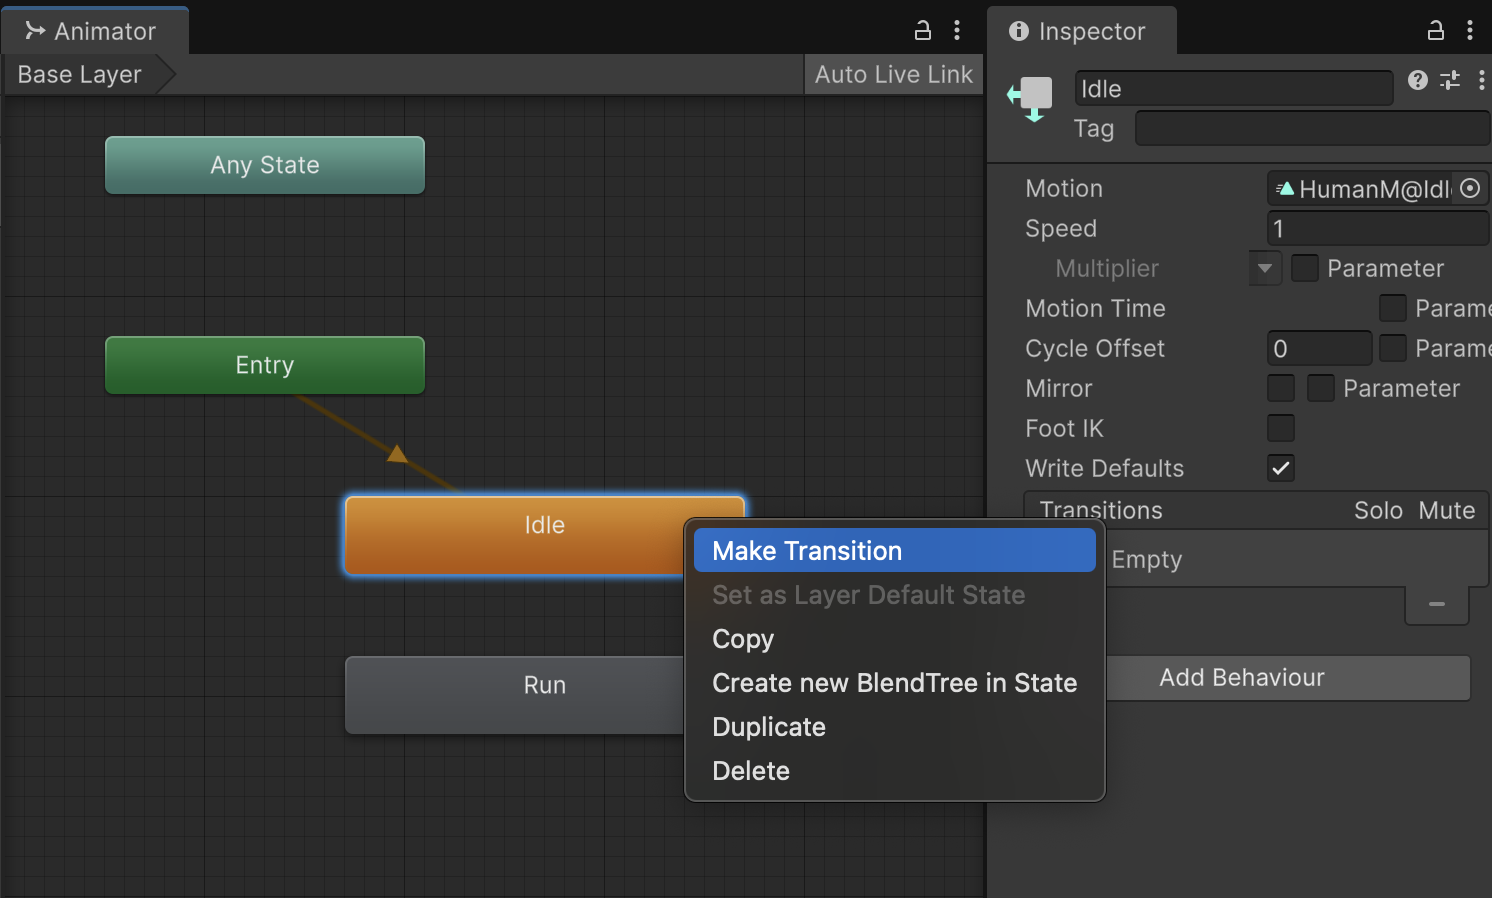 Animator
Base Layer
Auto Live Link
Any State
Entry
Idle
Run
Make Transition
Set as Layer Default State
Copy
Create new BlendTree in State
Duplicate
Delete
Inspector
Idle
Tag
Motion HumanM@Idl
Speed 1
Multiplier Parameter
Motion Time Parame
Cycle Offset 0 Parame
Mirror Parameter
Foot IK
Write Defaults
Transitions Solo Mute
Empty
Add Behaviour